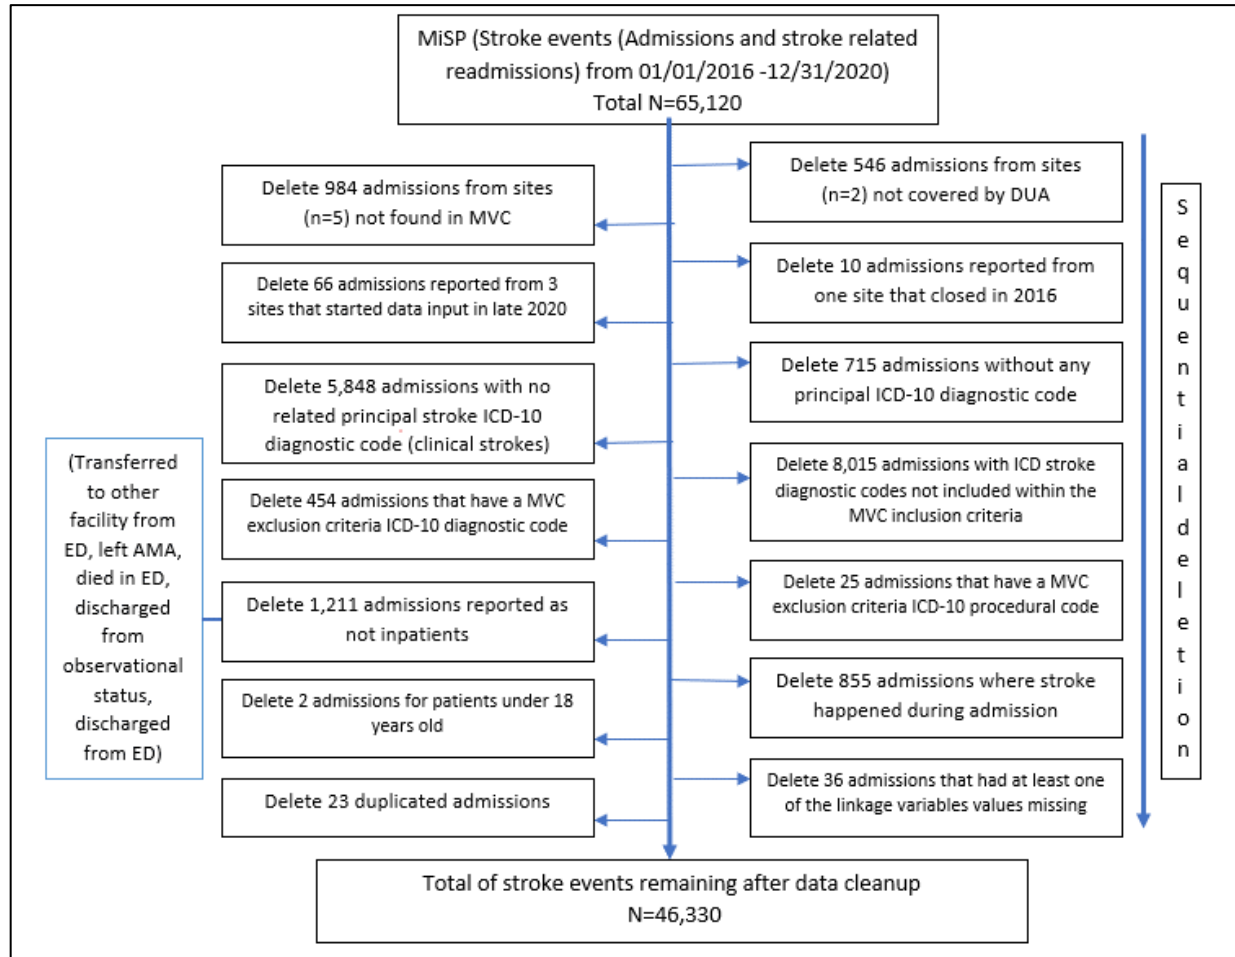 MiSP (Stroke events (Admissions and stroke related
readmissions) from 01/01/2016 -12/31/2020)
Total N=65,120
Delete 546 admissions from sites
(n=2) not covered by DUA
Delete 984 admissions from sites
(n=5) not found in MVC
Delete 10 admissions reported from
one site that closed in 2016
Delete 66 admissions reported from 3
sites that started data input in late 2020
Delete 715 admissions without any
principal ICD-10 diagnostic code
Delete 5,848 admissions with no
related principal stroke ICD-10
diagnostic code (clinical strokes)
Delete 8,015 admissions with ICD stroke
diagnostic codes not included within the
MVC inclusion criteria
Delete 454 admissions that have a MVC
exclusion criteria ICD-10 diagnostic code
Delete 25 admissions that have a MVC
exclusion criteria ICD-10 procedural code
Delete 1,211 admissions reported as
not inpatients
(Transferred
to other
facility from
ED, left AMA,
died in ED,
discharged
from
observational
status,
discharged
from ED)
Delete 855 admissions where stroke
happened during admission
Delete 2 admissions for patients under 18
years old
Delete 36 admissions that had at least one
of the linkage variables values missing
Delete 23 duplicated admissions
Total of stroke events remaining after data cleanup
N=46,330
S
e
q
u
e
n
t
i
a
l
d
e
l
e
t
i
o
n